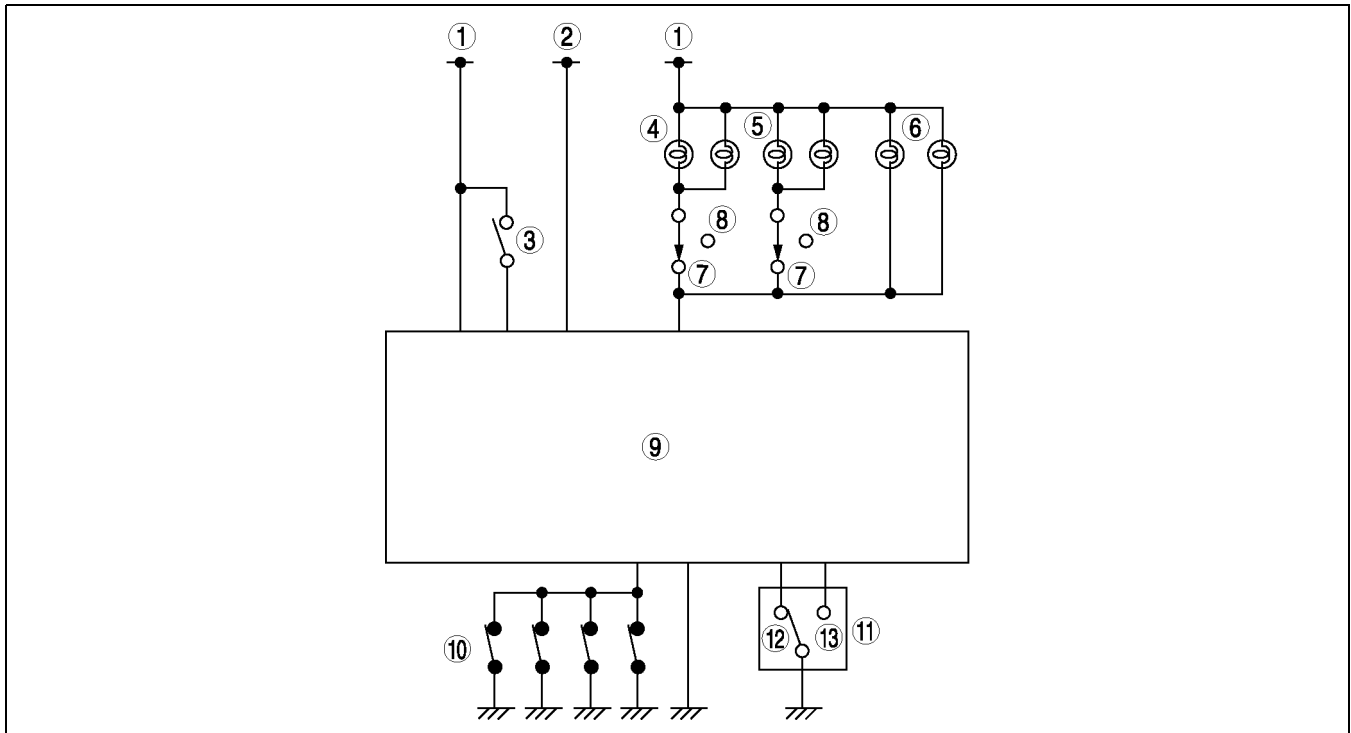 ① ② ①
④ ⑤ ⑥
③ ⑧ ⑧
⑦ ⑦
⑨
⑩ ⑫ ⑬ ⑪